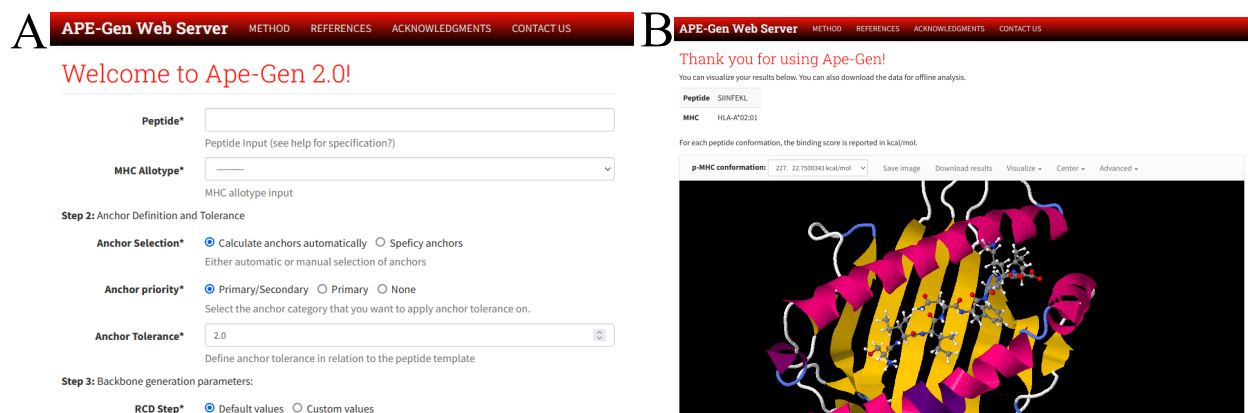 A
APE-Gen Web Server METHOD REFERENCES ACKNOWLEDGMENTS CONTACT US
Welcome to Ape-Gen 2.0!
Peptide*
Peptide Input (see help for specification?)
MHC Allotype* ---------
MHC allotype input
Step 2: Anchor Definition and Tolerance
Anchor Selection* Calculate anchors automatically Speficy anchors
Either automatic or manual selection of anchors
Anchor priority* Primary/Secondary Primary None
Select the anchor category that you want to apply anchor tolerance on.
Anchor Tolerance* 2.0
Define anchor tolerance in relation to the peptide template
Step 3: Backbone generation parameters:
RCD Step* Default values Custom values
B
APE-Gen Web Server METHOD REFERENCES ACKNOWLEDGMENTS CONTACT US
Thank you for using Ape-Gen!
You can visualize your results below. You can also download the data for offline analysis.
Peptide SIINFEKL
MHC HLA-A*02:01
For each peptide conformation, the binding score is reported in kcal/mol.
p-MHC conformation: 227. 22.7500343 kcal/mol Save image Download results Visualize Center Advanced